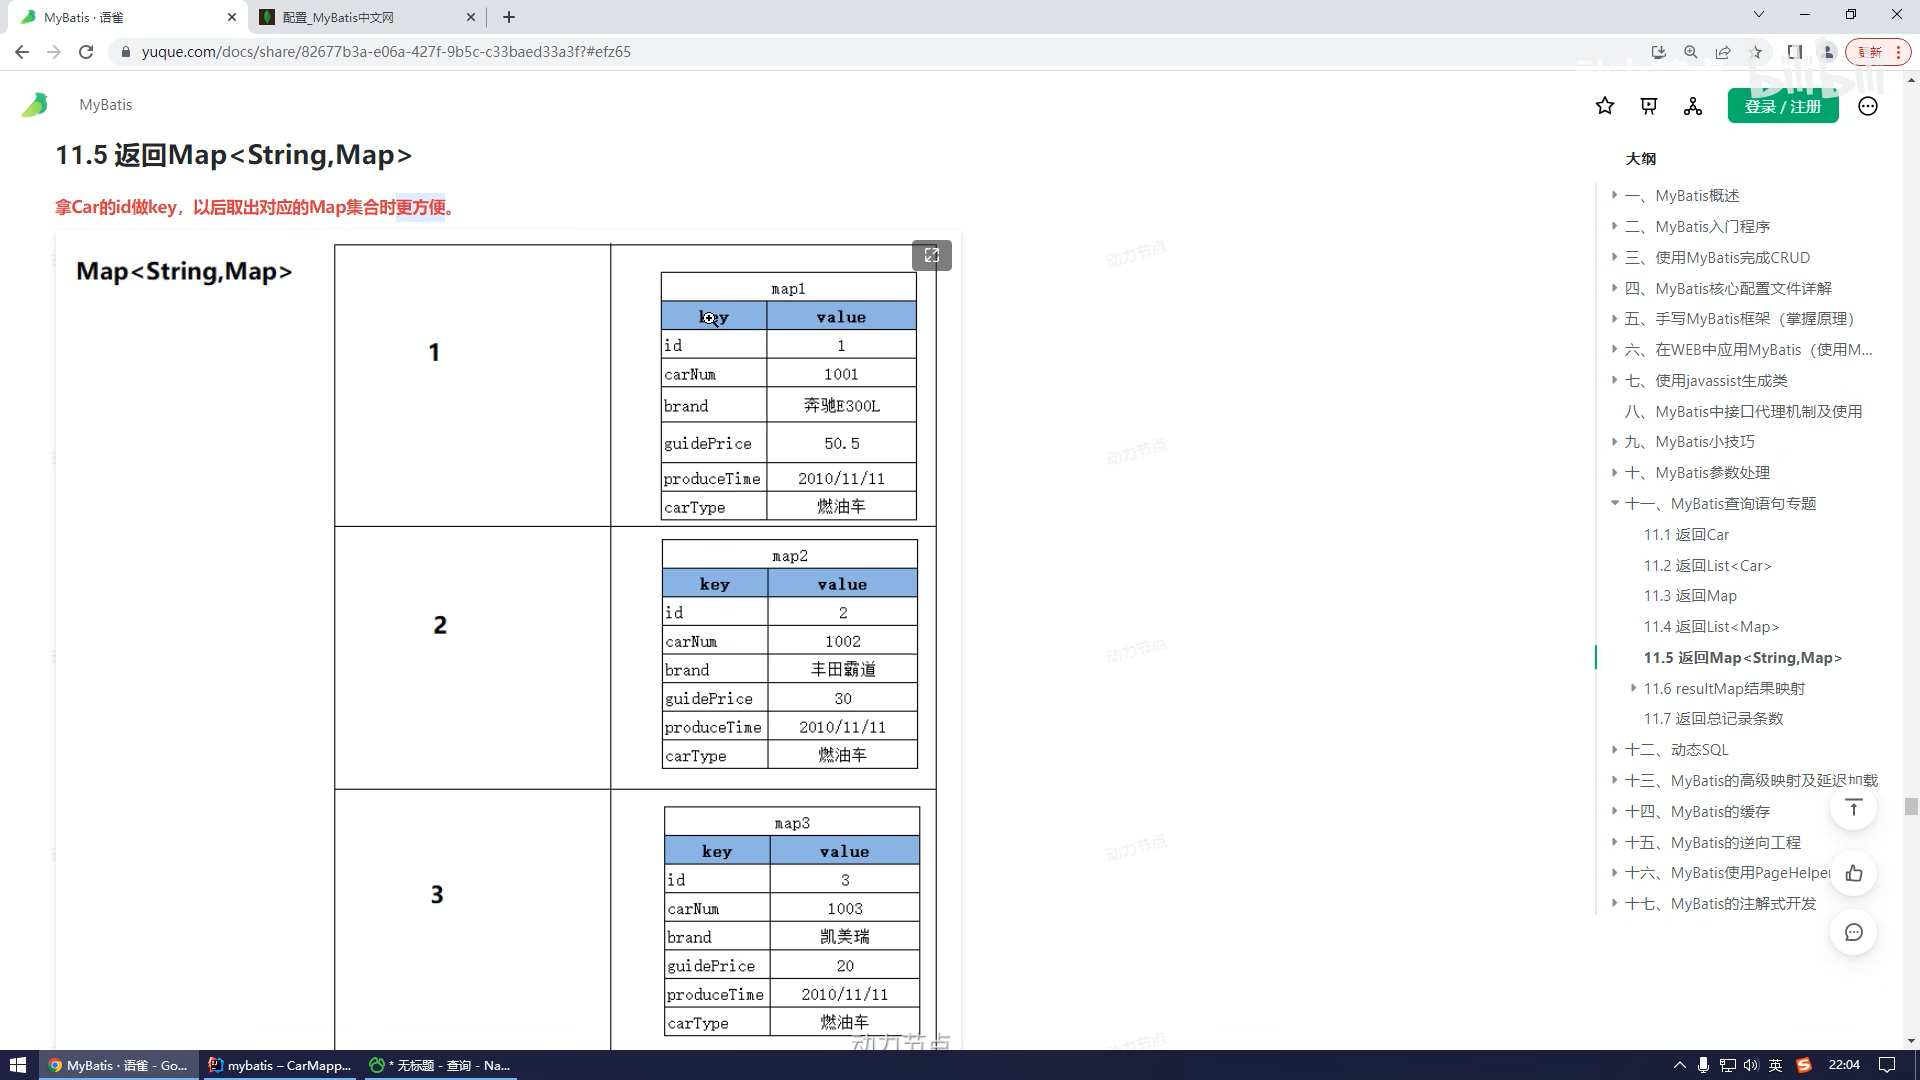 MyBatis · 语雀
配置_MyBatis中文网
yuque.com/docs/share/82677b3a-e06a-427f-9b5c-c33baed33a3f?#efz65
更新
bilibili
MyBatis
登录 / 注册
11.5 返回Map<String,Map>
拿Car的id做key，以后取出对应的Map集合时更方便。
Map<String,Map>
1
map1
key value
id 1
carNum 1001
brand 奔驰E300L
guidePrice 50.5
produceTime 2010/11/11
carType 燃油车
2
map2
key value
id 2
carNum 1002
brand 丰田霸道
guidePrice 30
produceTime 2010/11/11
carType 燃油车
3
map3
key value
id 3
carNum 1003
brand 凯美瑞
guidePrice 20
produceTime 2010/11/11
carType 燃油车
动力节点
动力节点
动力节点
动力节点
动力节点
动力节点
大纲
一、MyBatis概述
二、MyBatis入门程序
三、使用MyBatis完成CRUD
四、MyBatis核心配置文件详解
五、手写MyBatis框架（掌握原理）
六、在WEB中应用MyBatis（使用M...
七、使用javassist生成类
八、MyBatis中接口代理机制及使用
九、MyBatis小技巧
十、MyBatis参数处理
十一、MyBatis查询语句专题
11.1 返回Car
11.2 返回List<Car>
11.3 返回Map
11.4 返回List<Map>
11.5 返回Map<String,Map>
11.6 resultMap结果映射
11.7 返回总记录条数
十二、动态SQL
十三、MyBatis的高级映射及延迟加载
十四、MyBatis的缓存
十五、MyBatis的逆向工程
十六、MyBatis使用PageHelper
十七、MyBatis的注解式开发
MyBatis · 语雀 - Go...
mybatis – CarMapp...
* 无标题 - 查询 - Na...
英
22:04